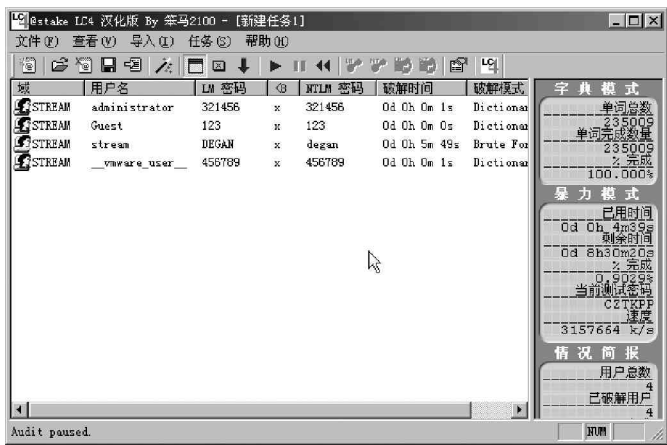 @stake LC4 汉化版 By 笨马2100 - [新建任务1]
文件(F) 查看(V) 导入(I) 任务(S) 帮助(H)
域 用户名 LM 密码 <8 NTLM 密码 破解时间 破解模式
STREAM administrator 321456 x 321456 0d 0h 0m 1s Dictionar
STREAM Guest 123 x 123 0d 0h 0m 0s Dictionar
STREAM stream DEGAN x degan 0d 0h 5m 49s Brute For
STREAM __vmware_user__ 456789 x 456789 0d 0h 0m 1s Dictionar
字典模式
单词总数
235009
单词完成数量
235009
% 完成
100.000%
暴力模式
已用时间
0d 0h 4m39s
剩余时间
0d 8h30m20s
% 完成
0.9029%
当前测试密码
CZTKPP
速度
3157664 k/s
情况简报
用户总数
4
已破解用户
4
Audit paused.
NUM